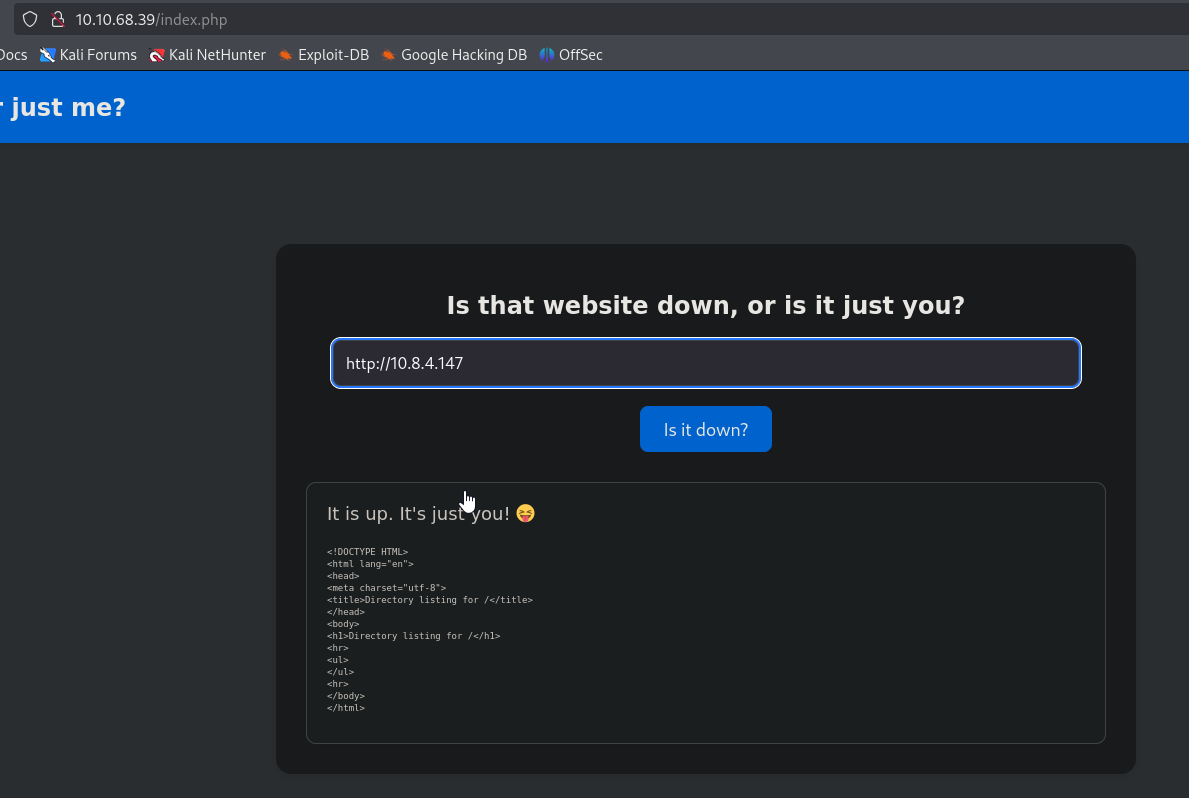 10.10.68.39/index.php
Docs Kali Forums Kali NetHunter Exploit-DB Google Hacking DB OffSec
r just me?
Is that website down, or is it just you?
http://10.8.4.147
Is it down?
It is up. It's just you! 😝
<!DOCTYPE HTML>
<html lang="en">
<head>
<meta charset="utf-8">
<title>Directory listing for /</title>
</head>
<body>
<h1>Directory listing for /</h1>
<hr>
<ul>
</ul>
<hr>
</body>
</html>